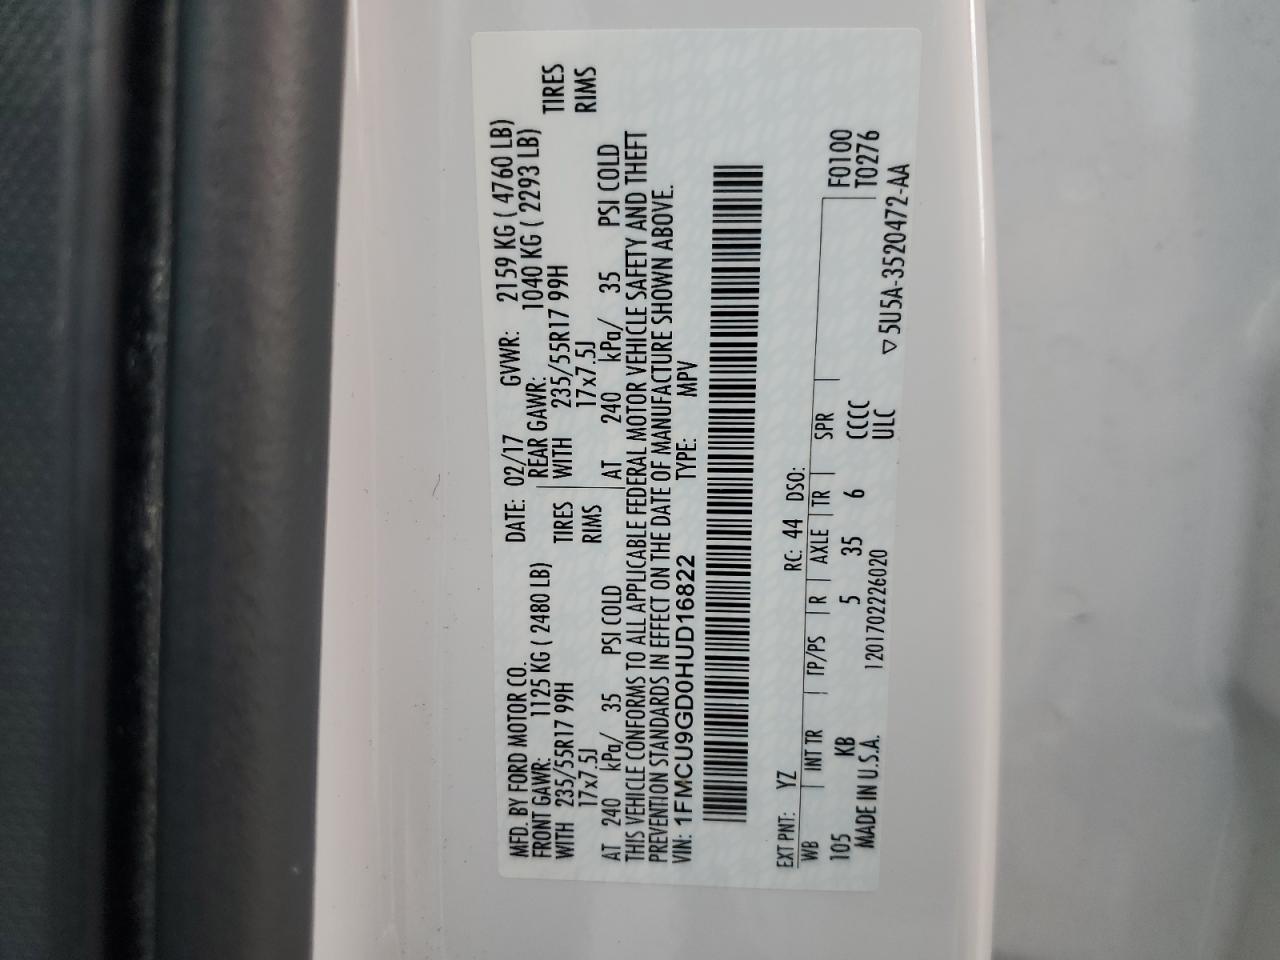 MFD. BY FORD MOTOR CO. DATE: 02/17 GVWR: 2159 KG ( 4760 LB)
FRONT GAWR: 1125 KG ( 2480 LB) REAR GAWR: 1040 KG ( 2293 LB)
WITH 235/55R17 99H TIRES WITH 235/55R17 99H TIRES
17x7.5J RIMS 17x7.5J RIMS
AT 240 kPa/ 35 PSI COLD AT 240 kPa/ 35 PSI COLD
THIS VEHICLE CONFORMS TO ALL APPLICABLE FEDERAL MOTOR VEHICLE SAFETY AND THEFT
PREVENTION STANDARDS IN EFFECT ON THE DATE OF MANUFACTURE SHOWN ABOVE.
VIN: 1FMCU9GD0HUD16822 TYPE: MPV
EXT PNT: YZ RC: 44 DSO:
WB INT TR TP/PS R AXLE TR SPR F0100
105 KB 5 35 6 CCCC T0276
MADE IN U.S.A. 1201702226020 ULC
▽5U5A-3520472-AA